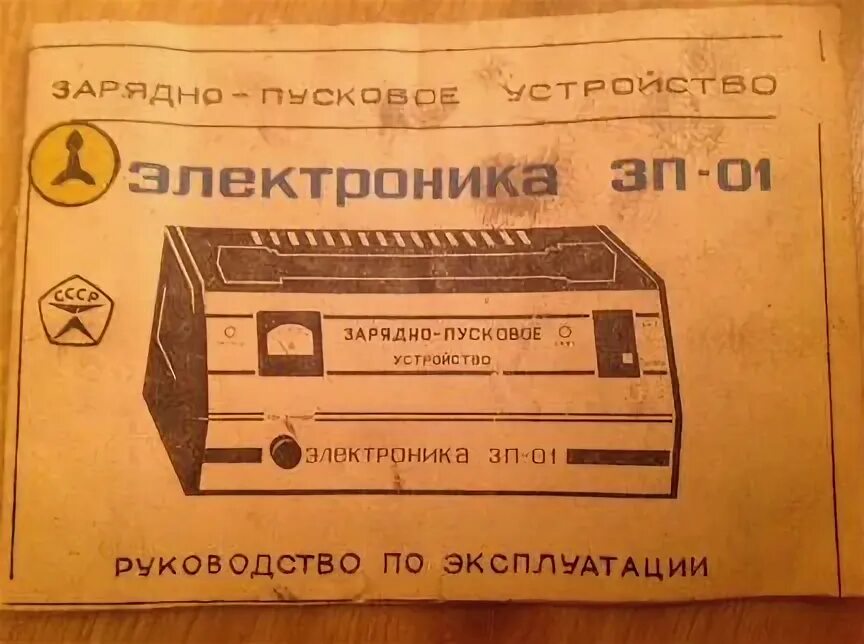 ЗАРЯДНО-ПУСКОВОЕ УСТРОЙСТВО
ЭЛЕКТРОНИКА ЗП-01
СССР
ЗАРЯДНО-ПУСКОВОЕ
УСТРОЙСТВО
ЭЛЕКТРОНИКА ЗП-01
РУКОВОДСТВО ПО ЭКСПЛУАТАЦИИ